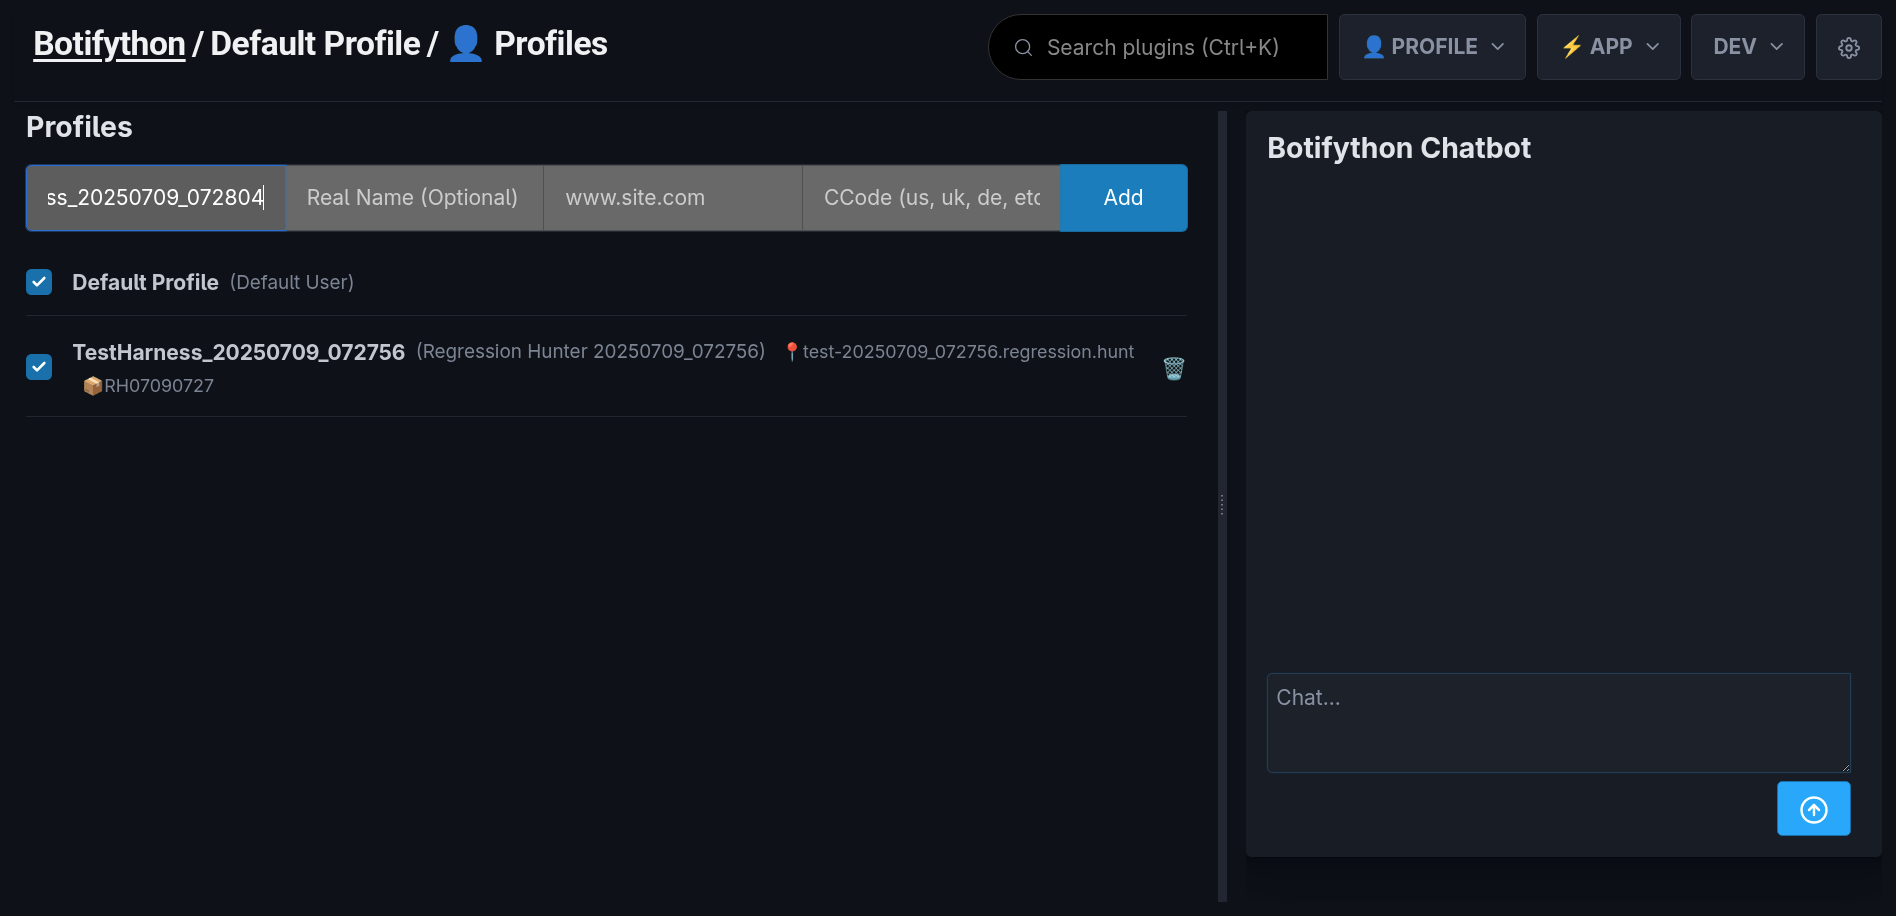 Botifython / Default Profile / 👤 Profiles
Search plugins (Ctrl+K)
👤 PROFILE
⚡ APP
DEV
Profiles
ss_20250709_072804
Real Name (Optional)
www.site.com
CCode (us, uk, de, etc
Add
Default Profile (Default User)
TestHarness_20250709_072756 (Regression Hunter 20250709_072756) 📍test-20250709_072756.regression.hunt
📦RH07090727
Botifython Chatbot
Chat...